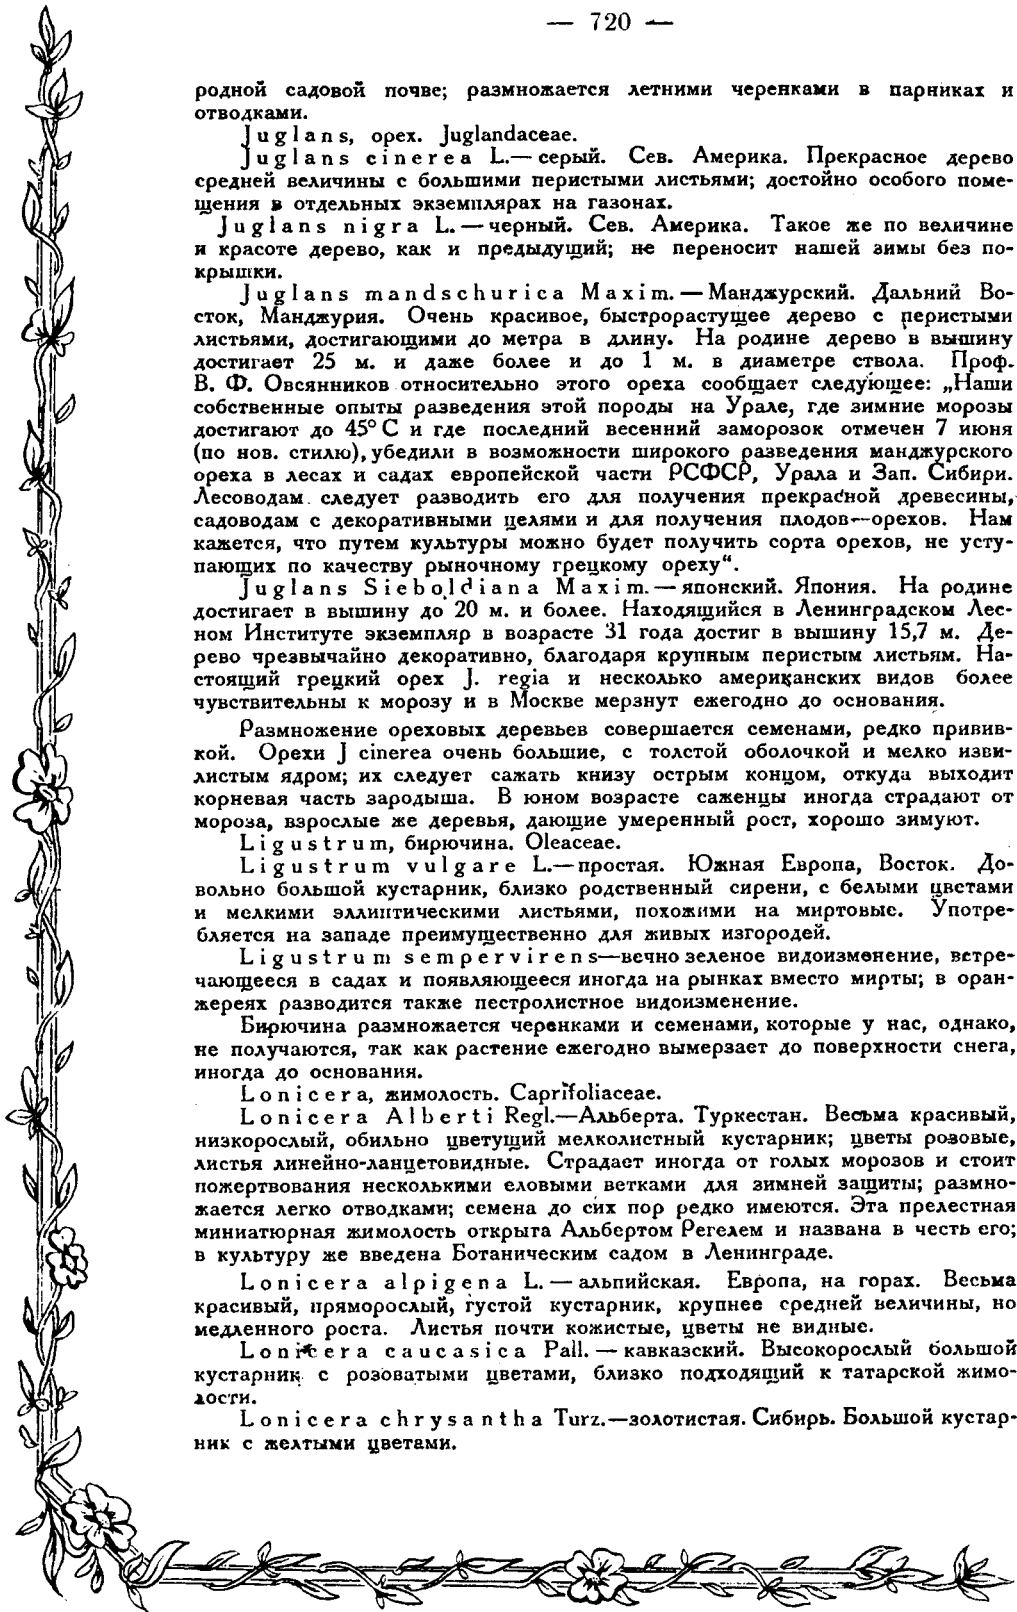 — 720 —
родной садовой почве; размножается летними черенками в парниках и
отводками.
Juglans, орех. Juglandaceae.
Juglans cinerea L.— серый. Сев. Америка. Прекрасное дерево
средней величины с большими перистыми листьями; достойно особого поме-
щения в отдельных экземплярах на газонах.
Juglans nigra L. — черный. Сев. Америка. Такое же по величине
и красоте дерево, как и предыдущий; не переносит нашей зимы без по-
крышки.
Juglans mandschurica Maxim. — Манджурский. Дальний Во-
сток, Манджурия. Очень красивое, быстрорастущее дерево с перистыми
листьями, достигающими до метра в длину. На родине дерево в вышину
достигает 25 м. и даже более и до 1 м. в диаметре ствола. Проф.
В. Ф. Овсянников относительно этого ореха сообщает следующее: „Наши
собственные опыты разведения этой породы на Урале, где зимние морозы
достигают до 45° С и где последний весенний заморозок отмечен 7 июня
(по нов. стилю), убедили в возможности широкого разведения манджурского
ореха в лесах и садах европейской части РСФСР, Урала и Зап. Сибири.
Лесоводам следует разводить его для получения прекрасной древесины,
садоводам с декоративными целями и для получения плодов—орехов. Нам
кажется, что путем культуры можно будет получить сорта орехов, не усту-
пающих по качеству рыночному грецкому ореху“.
Juglans Sieboldiana Maxim. — японский. Япония. На родине
достигает в вышину до 20 м. и более. Находящийся в Ленинградском Лес-
ном Институте экземпляр в возрасте 31 года достиг в вышину 15,7 м. Де-
рево чрезвычайно декоративно, благодаря крупным перистым листьям. На-
стоящий грецкий орех J. regia и несколько американских видов более
чувствительны к морозу и в Москве мерзнут ежегодно до основания.
Размножение ореховых деревьев совершается семенами, редко привив-
кой. Орехи J cinerea очень большие, с толстой оболочкой и мелко изви-
листым ядром; их следует сажать книзу острым концом, откуда выходит
корневая часть зародыша. В юном возрасте саженцы иногда страдают от
мороза, взрослые же деревья, дающие умеренный рост, хорошо зимуют.
Ligustrum, бирючина. Oleaceae.
Ligustrum vulgare L.—простая. Южная Европа, Восток. До-
вольно большой кустарник, близко родственный сирени, с белыми цветами
и мелкими эллиптическими листьями, похожими на миртовые. Употре-
бляется на западе преимущественно для живых изгородей.
Ligustrum sempervirens—вечно зеленое видоизменение, встре-
чающееся в садах и появляющееся иногда на рынках вместо мирты; в оран-
жереях разводится также пестролистное видоизменение.
Бирючина размножается черенками и семенами, которые у нас, однако,
не получаются, так как растение ежегодно вымерзает до поверхности снега,
иногда до основания.
Lonicera, жимолость. Caprifoliaceae.
Lonicera Alberti Regl.—Альберта. Туркестан. Весьма красивый,
низкорослый, обильно цветущий мелколистный кустарник; цветы розовые,
листья линейно-ланцетовидные. Страдает иногда от голых морозов и стоит
пожертвования несколькими еловыми ветками для зимней защиты; размно-
жается легко отводками; семена до сих пор редко имеются. Эта прелестная
миниатюрная жимолость открыта Альбертом Регелем и названа в честь его;
в культуру же введена Ботаническим садом в Ленинграде.
Lonicera alpigena L. — альпийская. Европа, на горах. Весьма
красивый, пряморослый, густой кустарник, крупнее средней величины, но
медленного роста. Листья почти кожистые, цветы не видные.
Lonicera caucasica Pall. — кавказский. Высокорослый большой
кустарник с розоватыми цветами, близко подходящий к татарской жимо-
лости.
Lonicera chrysantha Turz.—золотистая. Сибирь. Большой кустар-
ник с желтыми цветами.